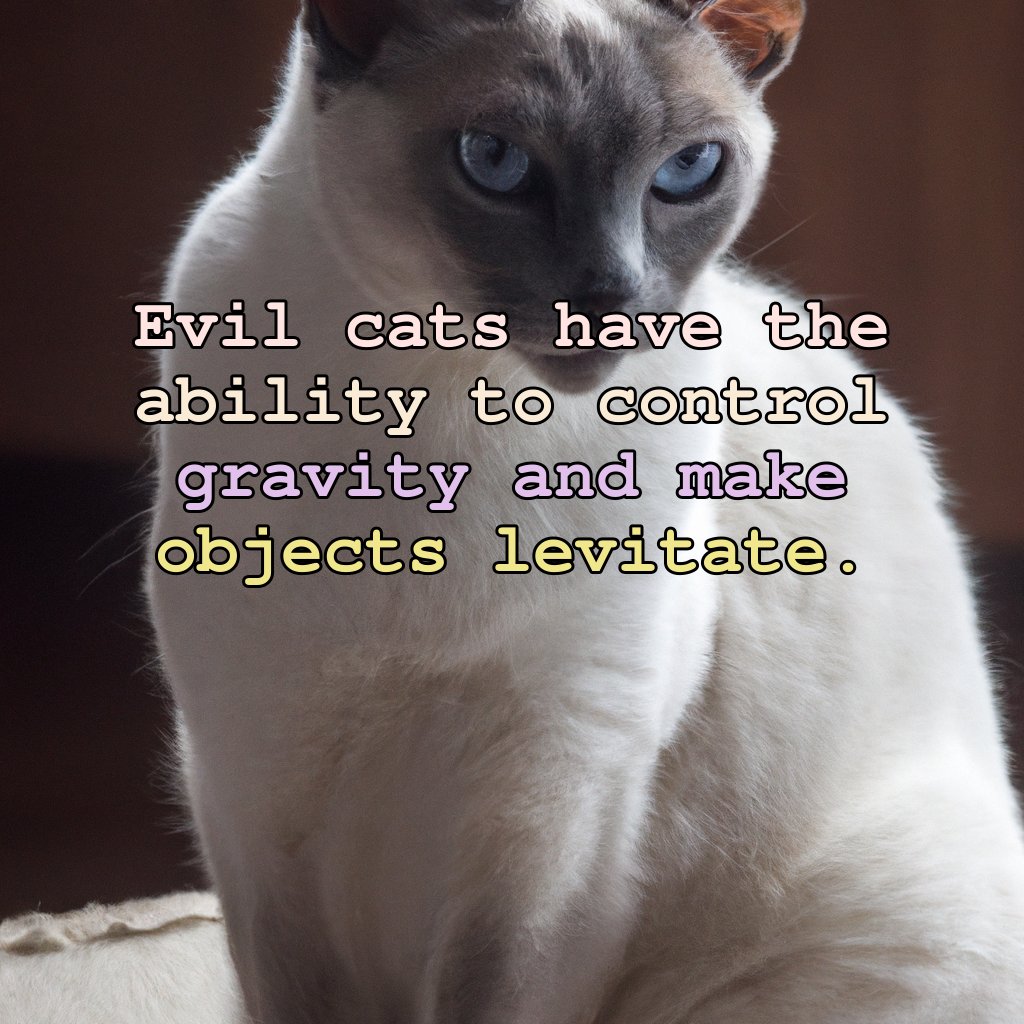 Evil cats have the
ability to control
gravity and make
objects levitate.